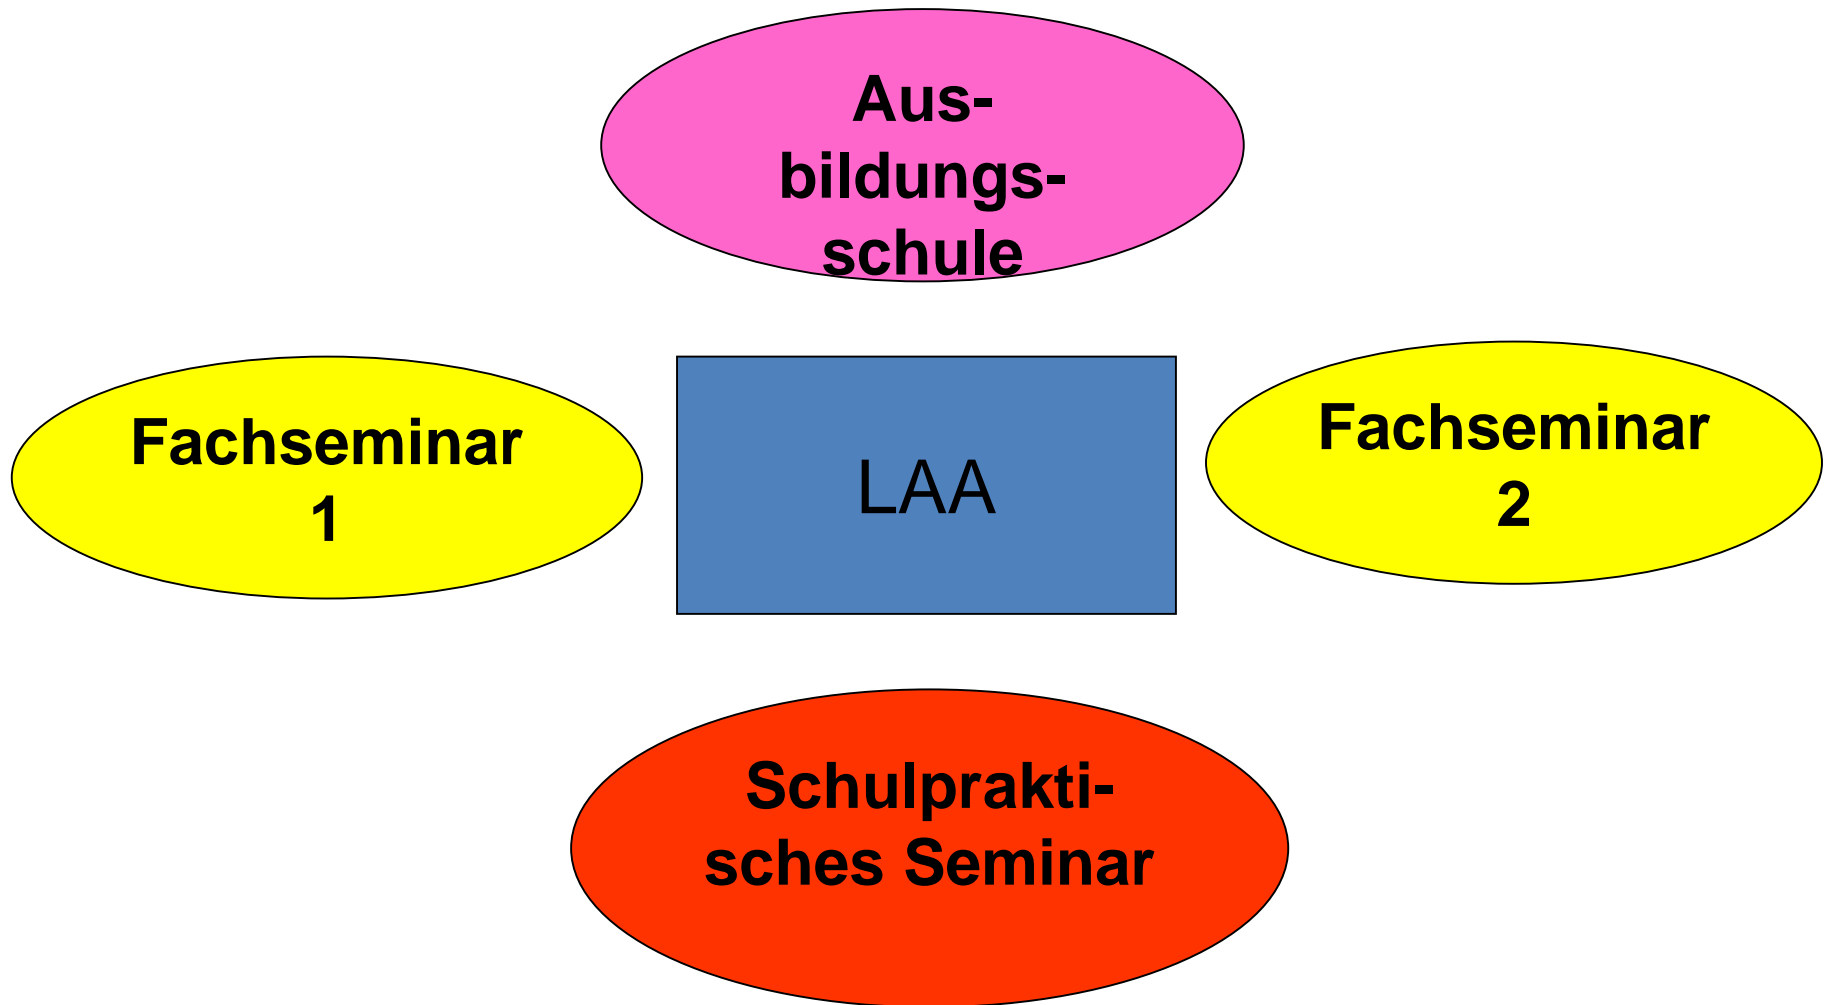 Aus-
bildungs-
schule
Fachseminar
1
LAA
Fachseminar
2
Schulprakti-
sches Seminar